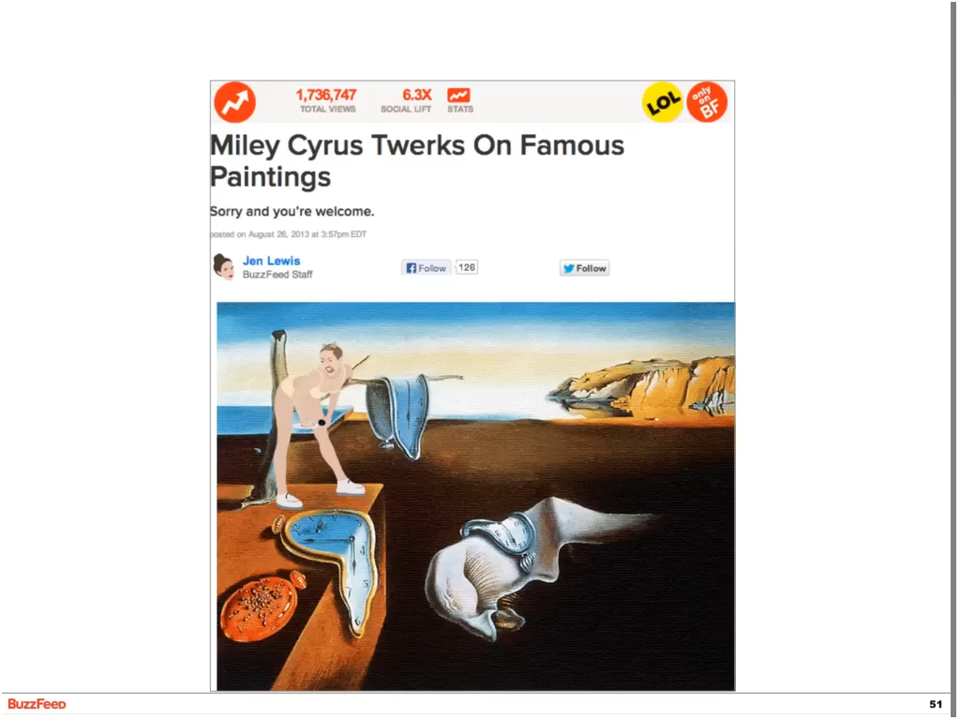 1,736,747
TOTAL VIEWS
6.3X
SOCIAL LIFT
STATS
LOL
only
on
BF
Miley Cyrus Twerks On Famous
Paintings
Sorry and you're welcome.
posted on August 26, 2013 at 3:57pm EDT
Jen Lewis
BuzzFeed Staff
Follow
126
Follow
BuzzFeed
51